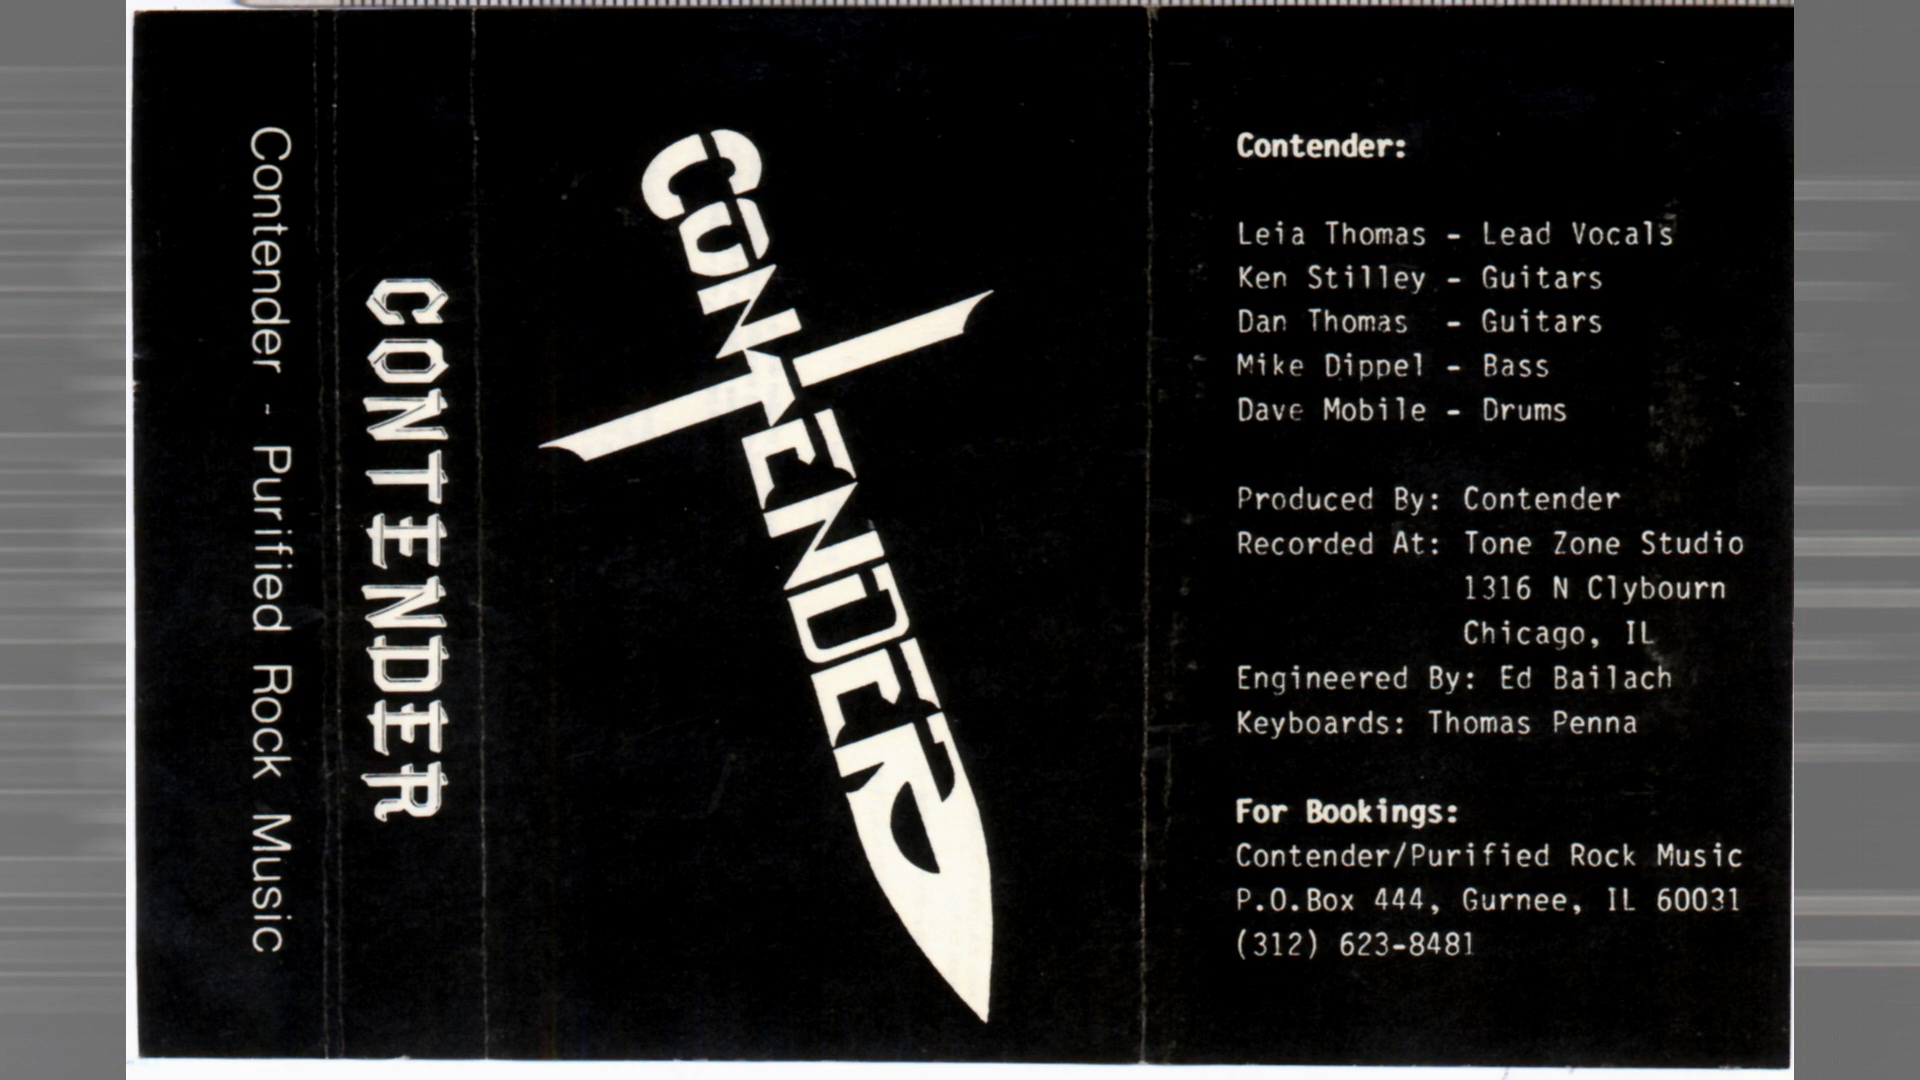 Contender - Purified Rock Music
CONTENDER
CONTENDER
Contender:
Leia Thomas - Lead Vocals
Ken Stilley - Guitars
Dan Thomas - Guitars
Mike Dippel - Bass
Dave Mobile - Drums
Produced By: Contender
Recorded At: Tone Zone Studio
1316 N Clybourn
Chicago, IL
Engineered By: Ed Bailach
Keyboards: Thomas Penna
For Bookings:
Contender/Purified Rock Music
P.O.Box 444, Gurnee, IL 60031
(312) 623-8481